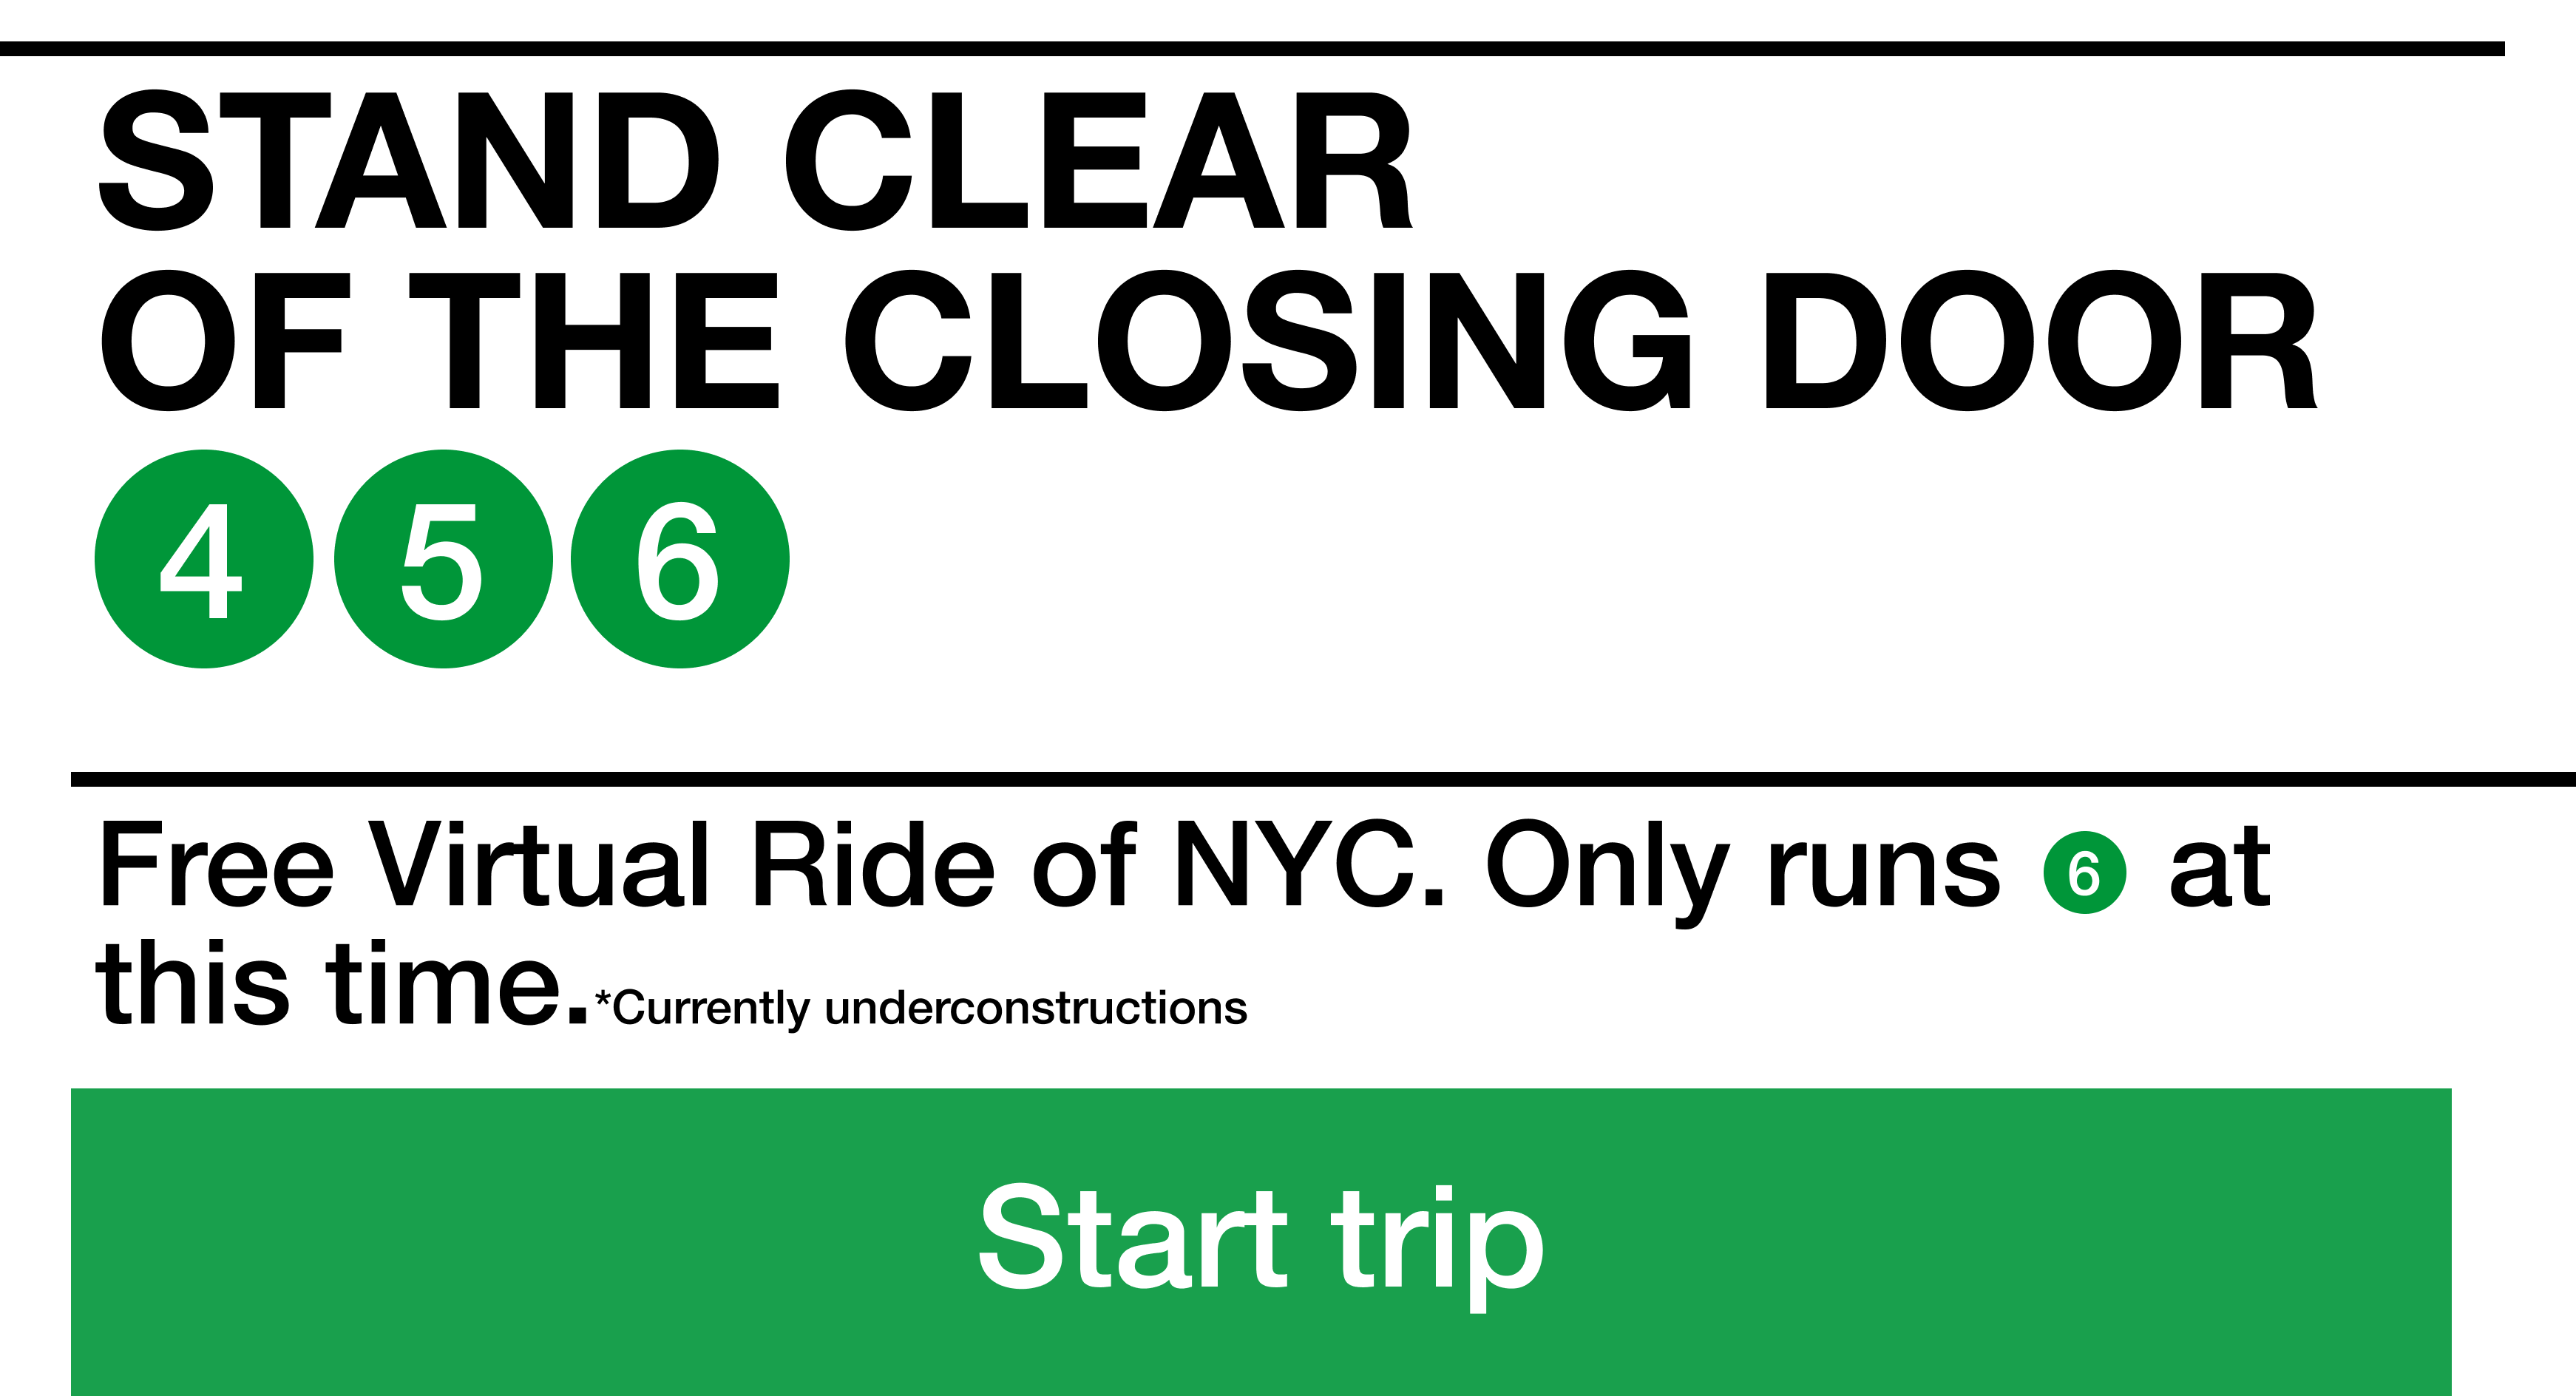 STAND CLEAR
OF THE CLOSING DOOR
4 5 6
Free Virtual Ride of NYC. Only runs 6 at
this time.*Currently underconstructions
Start trip